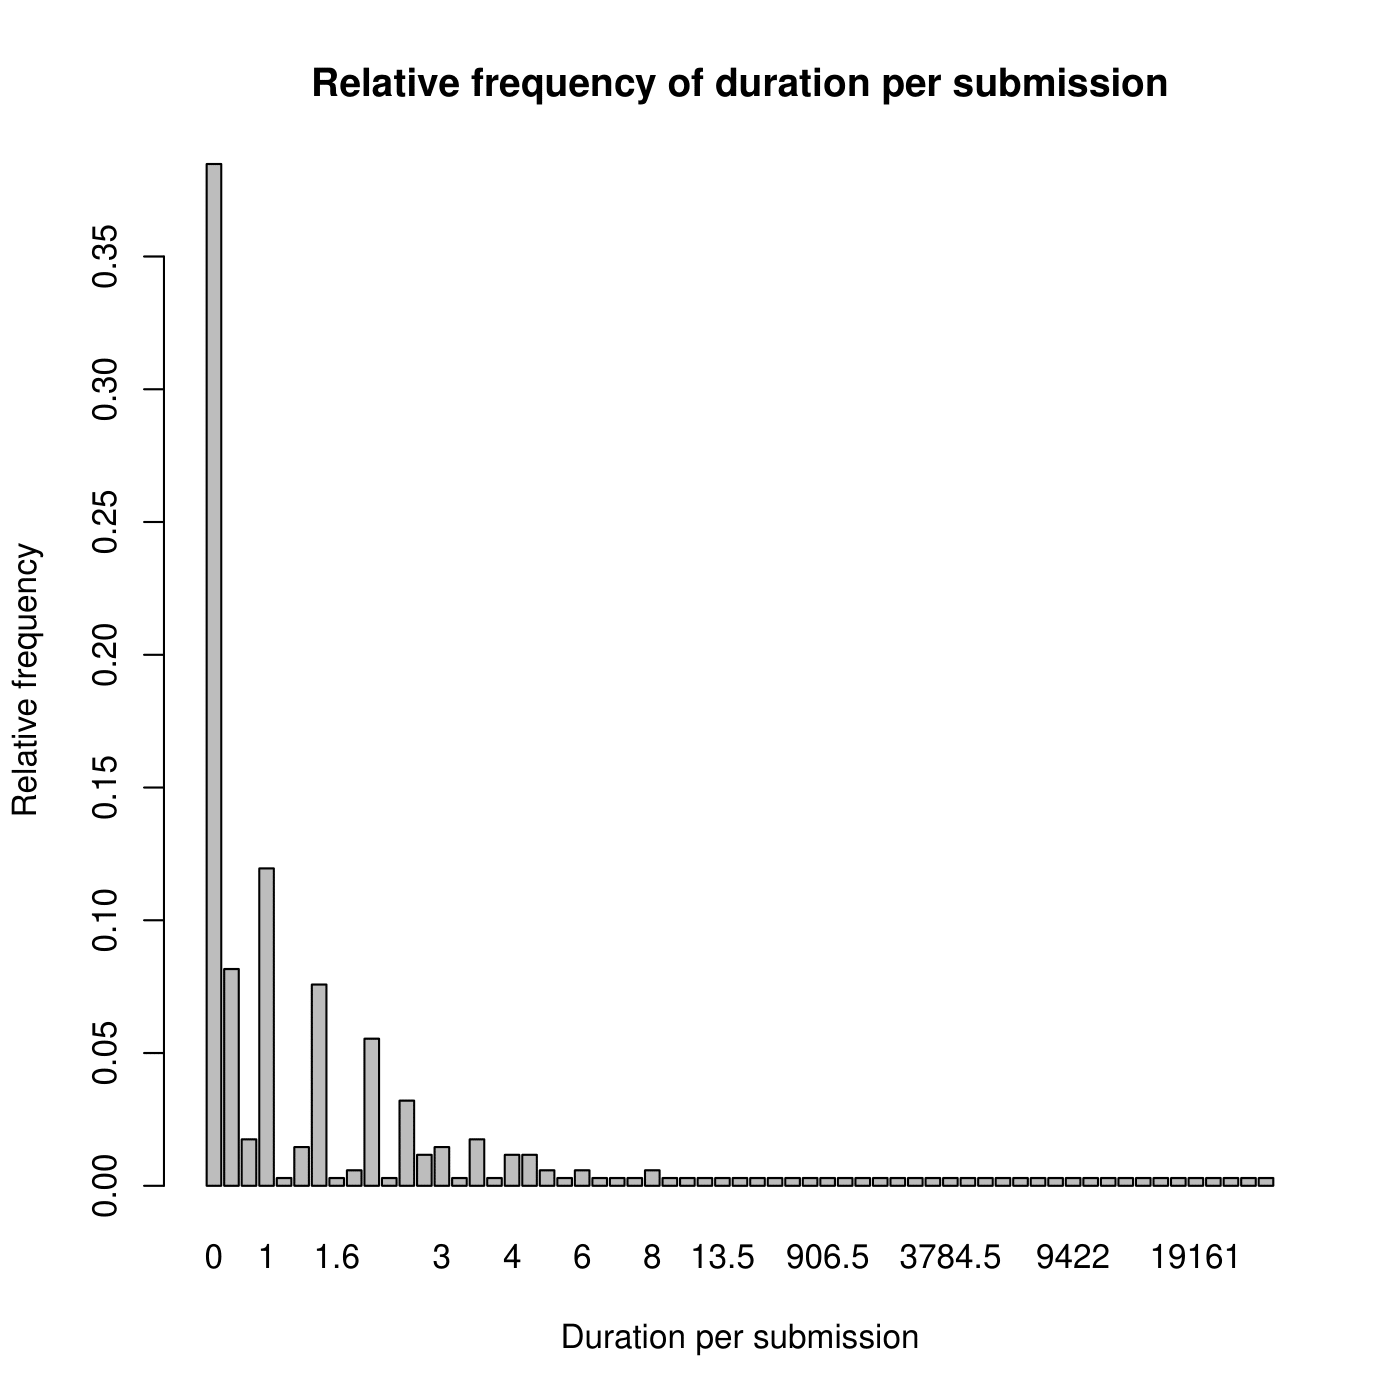 Relative frequency of duration per submission
Relative frequency
0.35
0.30
0.25
0.20
0.15
0.10
0.05
0.00
0 1 1.6 3 4 6 8 13.5 906.5 3784.5 9422 19161
Duration per submission